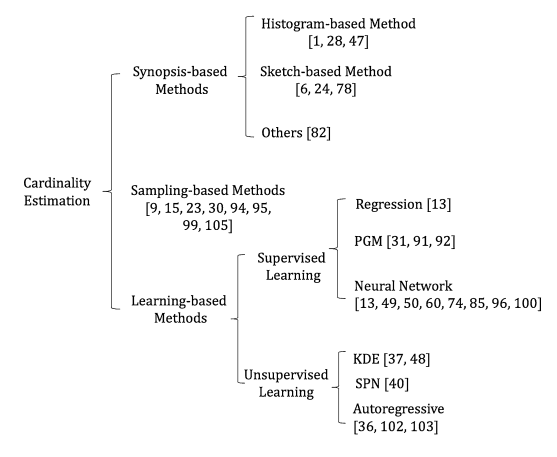 Histogram-based Method
[1, 28, 47]
Synopsis-based
Methods
Sketch-based Method
[6, 24, 78]
Others [82]
Cardinality
Estimation
Sampling-based Methods
[9, 15, 23, 30, 94, 95,
99, 105]
Learning-based
Methods
Supervised
Learning
Regression [13]
PGM [31, 91, 92]
Neural Network
[13, 49, 50, 60, 74, 85, 96, 100]
Unsupervised
Learning
KDE [37, 48]
SPN [40]
Autoregressive
[36, 102, 103]